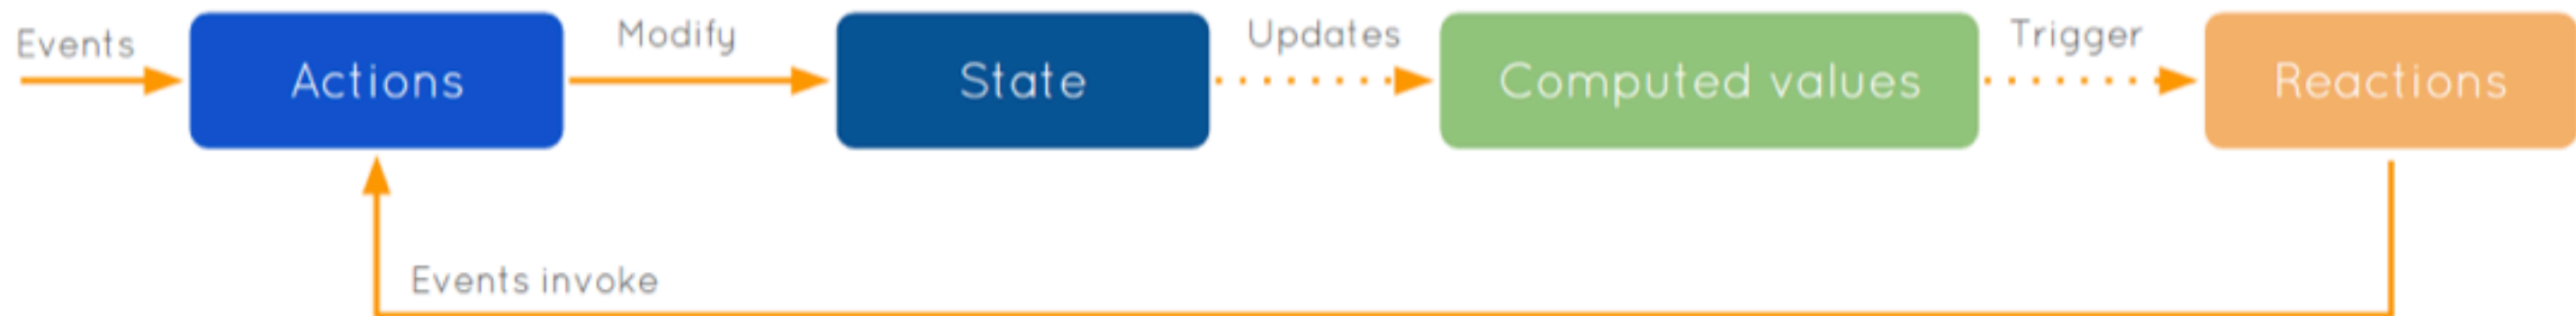 Events
Actions
Modify
State
Updates
Computed values
Trigger
Reactions
Events invoke